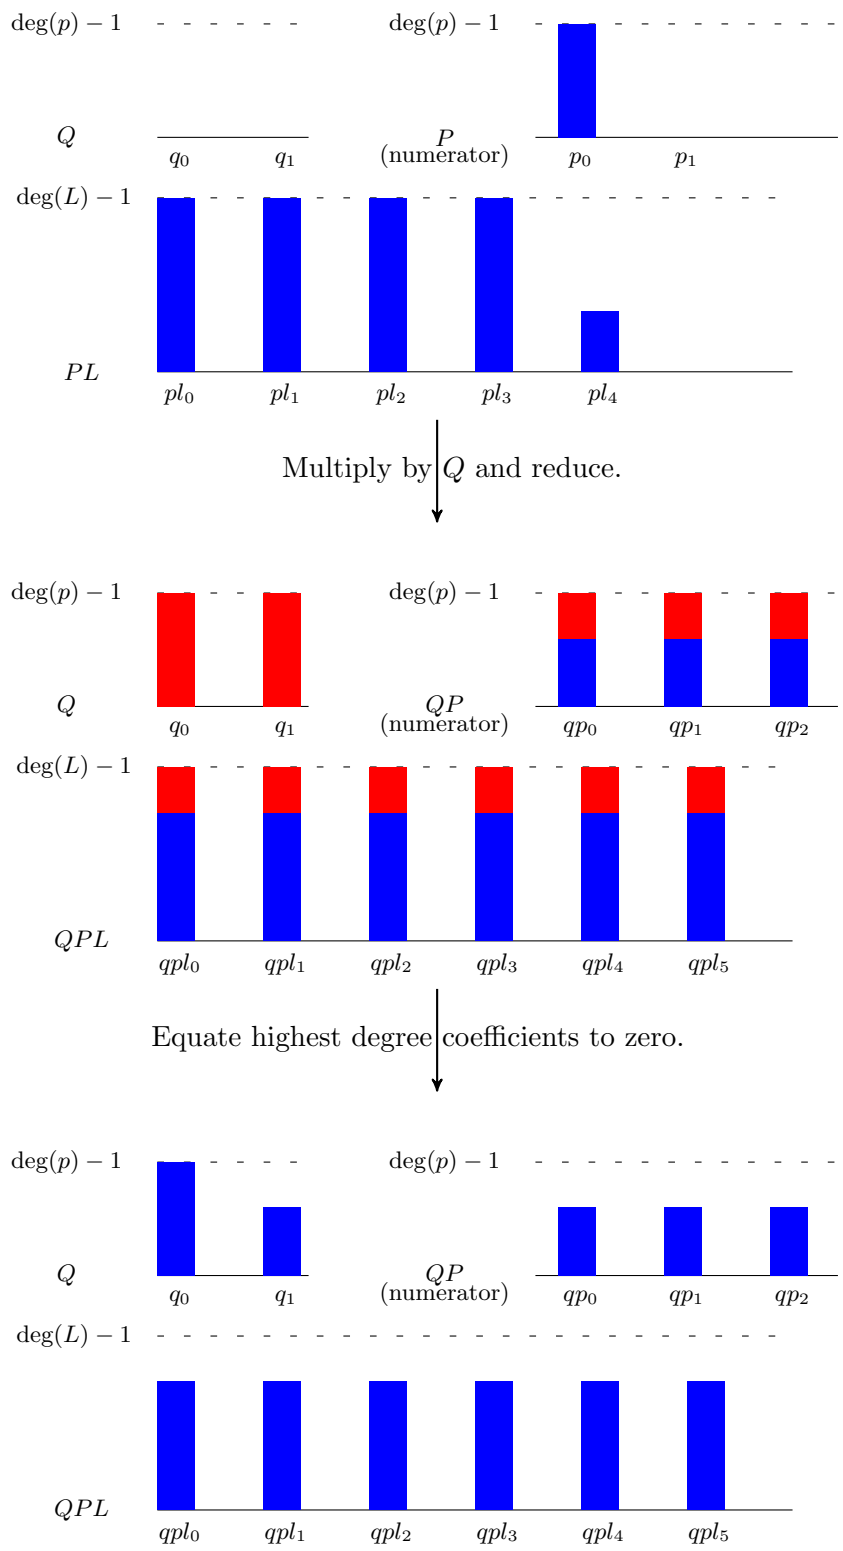 deg(p) − 1 deg(p) − 1
Q P
(numerator)
q₀ q₁ p₀ p₁
deg(L) − 1
PL
pl₀ pl₁ pl₂ pl₃ pl₄
Multiply by Q and reduce.
deg(p) − 1 deg(p) − 1
Q QP
(numerator)
q₀ q₁ qp₀ qp₁ qp₂
deg(L) − 1
QPL
qpl₀ qpl₁ qpl₂ qpl₃ qpl₄ qpl₅
Equate highest degree coefficients to zero.
deg(p) − 1 deg(p) − 1
Q QP
(numerator)
q₀ q₁ qp₀ qp₁ qp₂
deg(L) − 1
QPL
qpl₀ qpl₁ qpl₂ qpl₃ qpl₄ qpl₅